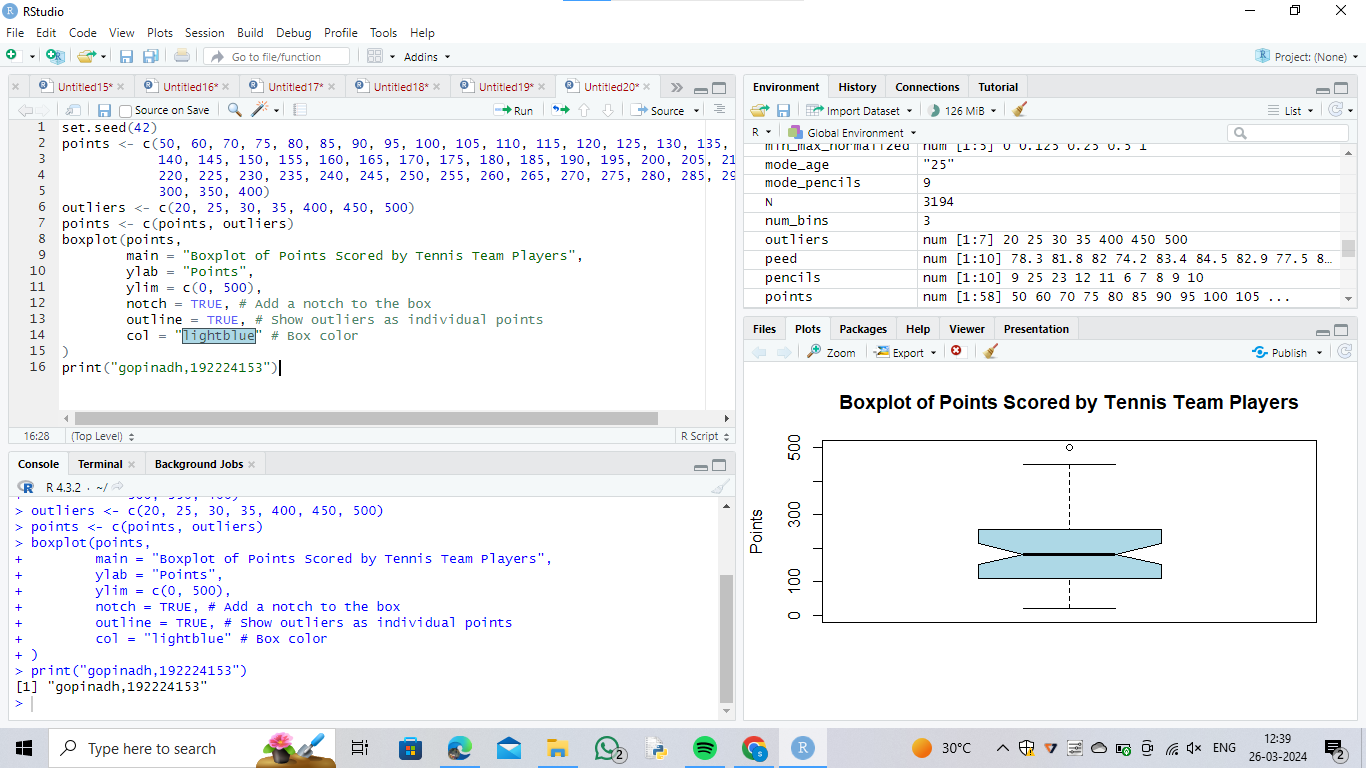 RStudio
File Edit Code View Plots Session Build Debug Profile Tools Help
Go to file/function Addins Project: (None)
Untitled15* Untitled16* Untitled17* Untitled18* Untitled19* Untitled20*
Source on Save Run Source
1 set.seed(42)
2 points <- c(50, 60, 70, 75, 80, 85, 90, 95, 100, 105, 110, 115, 120, 125, 130, 135,
3 140, 145, 150, 155, 160, 165, 170, 175, 180, 185, 190, 195, 200, 205, 21
4 220, 225, 230, 235, 240, 245, 250, 255, 260, 265, 270, 275, 280, 285, 29
5 300, 350, 400)
6 outliers <- c(20, 25, 30, 35, 400, 450, 500)
7 points <- c(points, outliers)
8 boxplot(points,
9 main = "Boxplot of Points Scored by Tennis Team Players",
10 ylab = "Points",
11 ylim = c(0, 500),
12 notch = TRUE, # Add a notch to the box
13 outline = TRUE, # Show outliers as individual points
14 col = "lightblue" # Box color
15 )
16 print("gopinadh,192224153")
16:28 (Top Level) R Script
Console Terminal Background Jobs
R 4.3.2 · ~/
+ 300, 350, 400)
> outliers <- c(20, 25, 30, 35, 400, 450, 500)
> points <- c(points, outliers)
> boxplot(points,
+ main = "Boxplot of Points Scored by Tennis Team Players",
+ ylab = "Points",
+ ylim = c(0, 500),
+ notch = TRUE, # Add a notch to the box
+ outline = TRUE, # Show outliers as individual points
+ col = "lightblue" # Box color
+ )
> print("gopinadh,192224153")
[1] "gopinadh,192224153"
>
Environment History Connections Tutorial
Import Dataset 126 MiB List
R Global Environment
min_max_normalized num [1:5] 0 0.125 0.25 0.5 1
mode_age "25"
mode_pencils 9
N 3194
num_bins 3
outliers num [1:7] 20 25 30 35 400 450 500
peed num [1:10] 78.3 81.8 82 74.2 83.4 84.5 82.9 77.5 8…
pencils num [1:10] 9 25 23 12 11 6 7 8 9 10
points num [1:58] 50 60 70 75 80 85 90 95 100 105 ...
Files Plots Packages Help Viewer Presentation
Zoom Export Publish
Boxplot of Points Scored by Tennis Team Players
Points
500
300
100
0
Type here to search
2
30°C ENG 12:39
26-03-2024
2